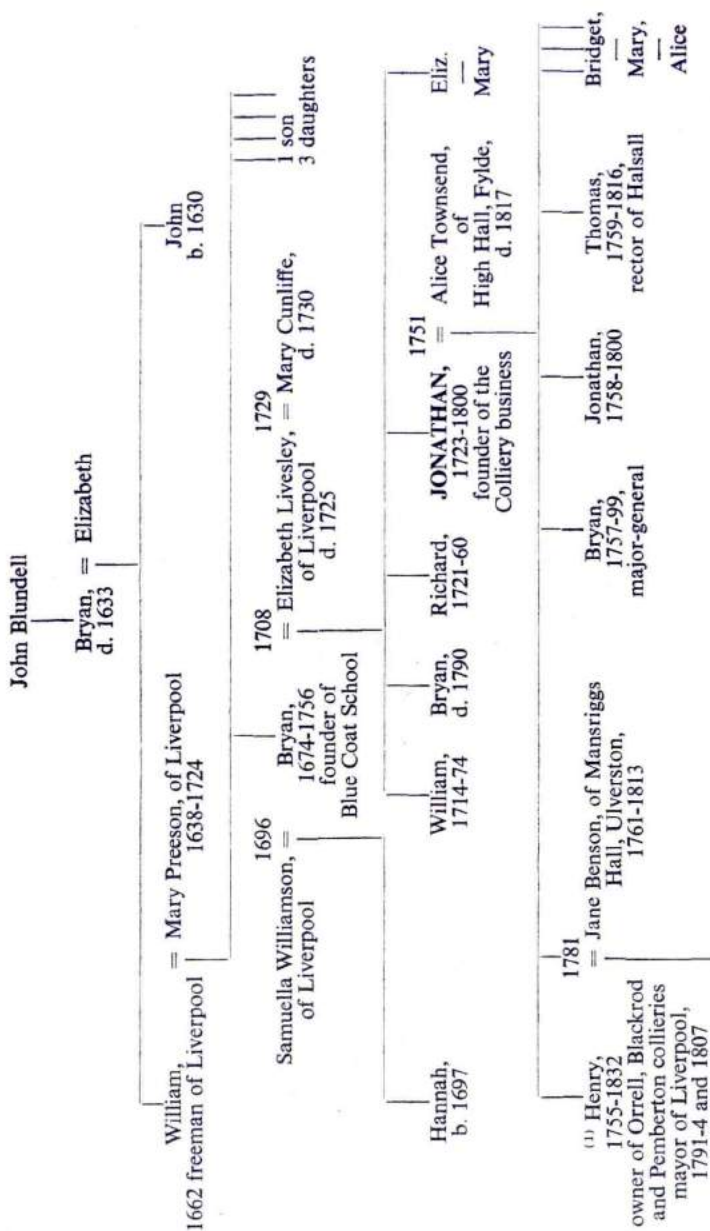 John Blundell
Bryan,
d. 1633
= Elizabeth
William,
1662 freeman of Liverpool
= Mary Preeson, of Liverpool
1638-1724
John
b. 1630
Samuella Williamson,
of Liverpool
1696
=
Bryan,
1674-1756
founder of
Blue Coat School
1708
= Elizabeth Livesley,
of Liverpool
d. 1725
1729
= Mary Cunliffe,
d. 1730
1 son
3 daughters
Hannah,
b. 1697
William,
1714-74
Bryan,
d. 1790
Richard,
1721-60
JONATHAN,
1723-1800
founder of the
Colliery business
1751
=
Alice Townsend,
of
High Hall, Fylde,
d. 1817
Eliz.
Mary
(1) Henry,
1755-1832
owner of Orrell, Blackrod
and Pemberton collieries
mayor of Liverpool,
1791-4 and 1807
1781
= Jane Benson, of Mansriggs
Hall, Ulverston,
1761-1813
Bryan,
1757-99,
major-general
Jonathan,
1758-1800
Thomas,
1759-1816,
rector of Halsall
Bridget,
Mary,
Alice